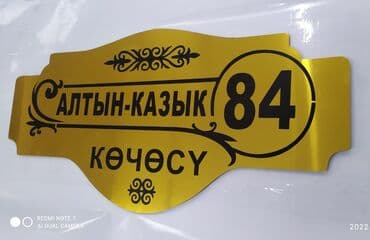 АЛТЫН-КАЗЫК 84
КӨЧӨСҮ
REDMI NOTE 7
AI DUAL CAMERA
2022